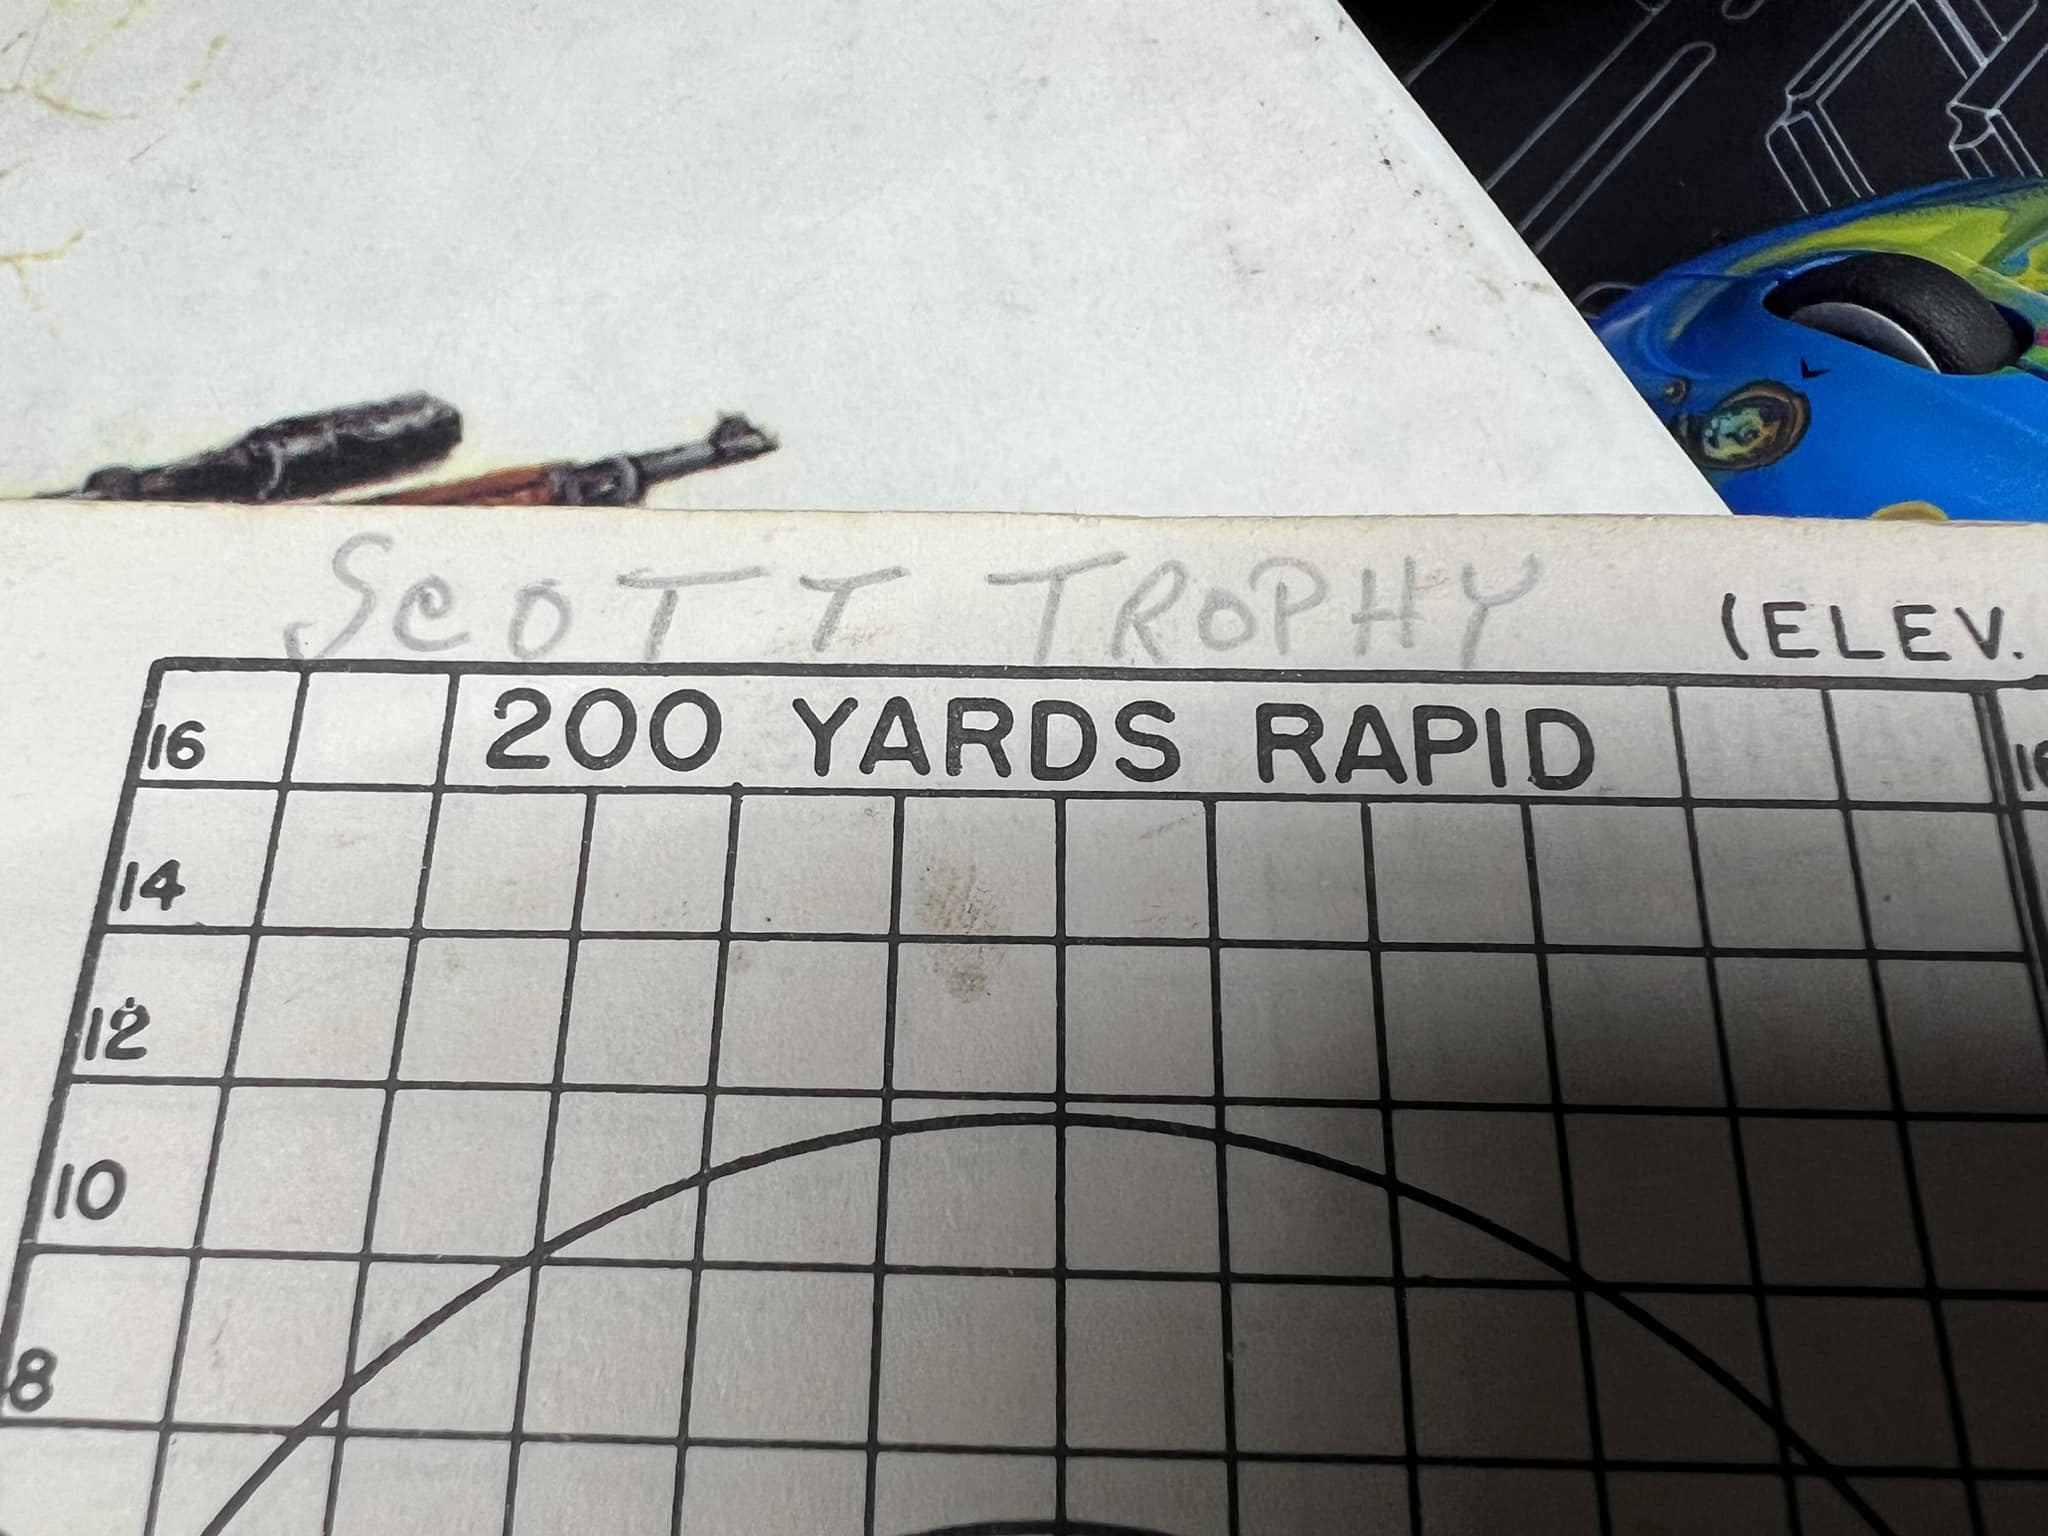 SCOTT TROPHY
(ELEV.
16 200 YARDS RAPID
14
12
10
8